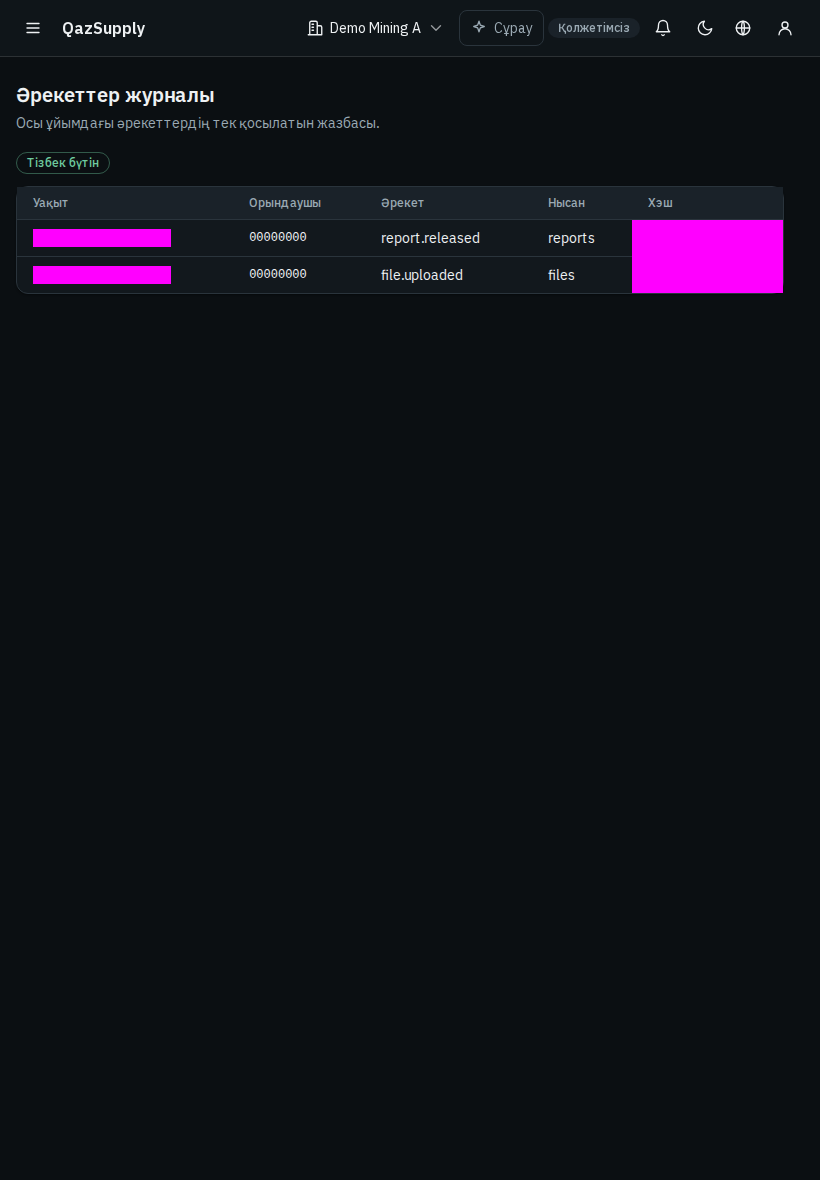 QazSupply
Demo Mining A
Сұрау
Қолжетімсіз
Әрекеттер журналы
Осы ұйымдағы әрекеттердің тек қосылатын жазбасы.
Тізбек бүтін
Уақыт Орындаушы Әрекет Нысан Хэш
00000000 report.released reports
00000000 file.uploaded files